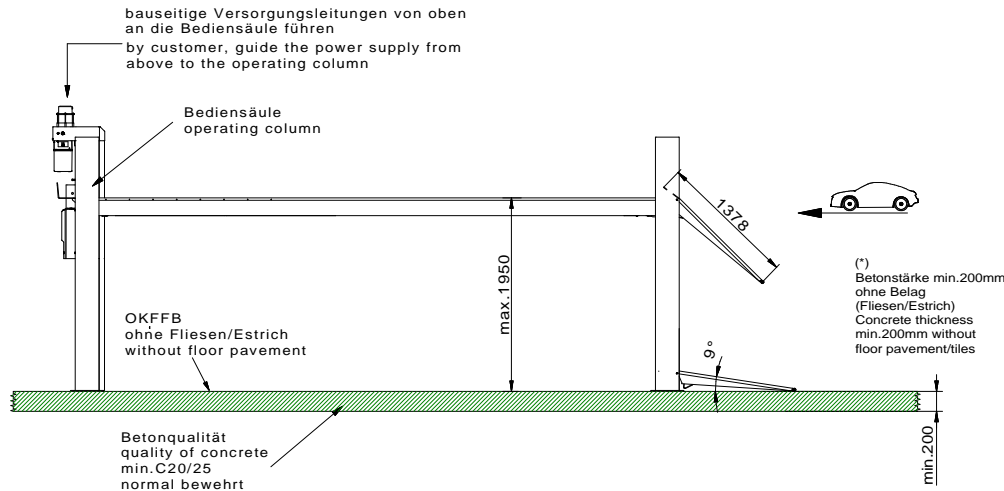 bauseitige Versorgungsleitungen von oben
an die Bediensäule führen
by customer, guide the power supply from
above to the operating column
Bediensäule
operating column
1378
max.1950
(*)
Betonstärke min.200mm
ohne Belag
(Fliesen/Estrich)
Concrete thickness
min.200mm without
floor pavement/tiles
OKFFB
ohne Fliesen/Estrich
without floor pavement
9°
Betonqualität
quality of concrete
min.C20/25
normal bewehrt
min.200